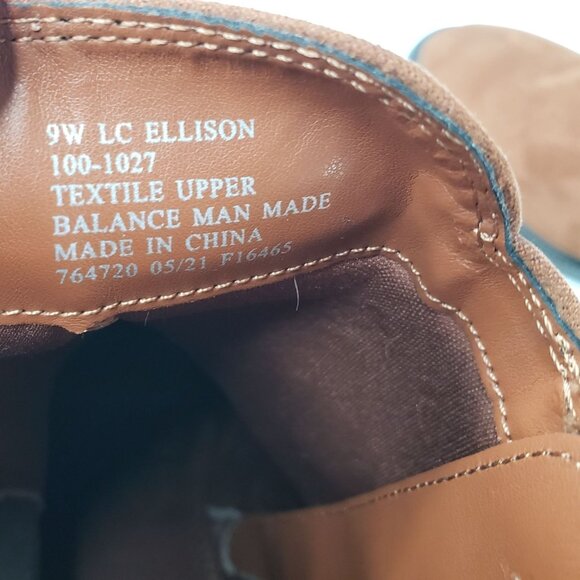 9W LC ELLISON
100-1027
TEXTILE UPPER
BALANCE MAN MADE
MADE IN CHINA
764720 05/21 F16465